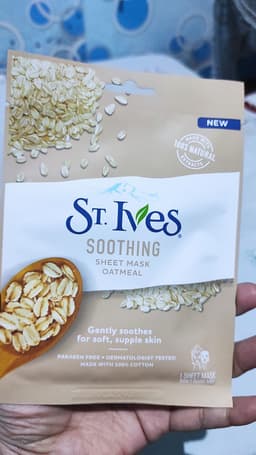 NEW
MADE WITH
100% NATURAL
EXTRACTS
ST. IVES
SOOTHING
SHEET MASK
OATMEAL
Gently soothes
for soft, supple skin
PARABEN FREE • DERMATOLOGIST TESTED
MADE WITH 100% COTTON
1 SHEET MASK